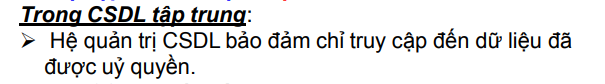 Trong CSDL tập trung:
➢ Hệ quản trị CSDL bảo đảm chỉ truy cập đến dữ liệu đã
được uỷ quyền.